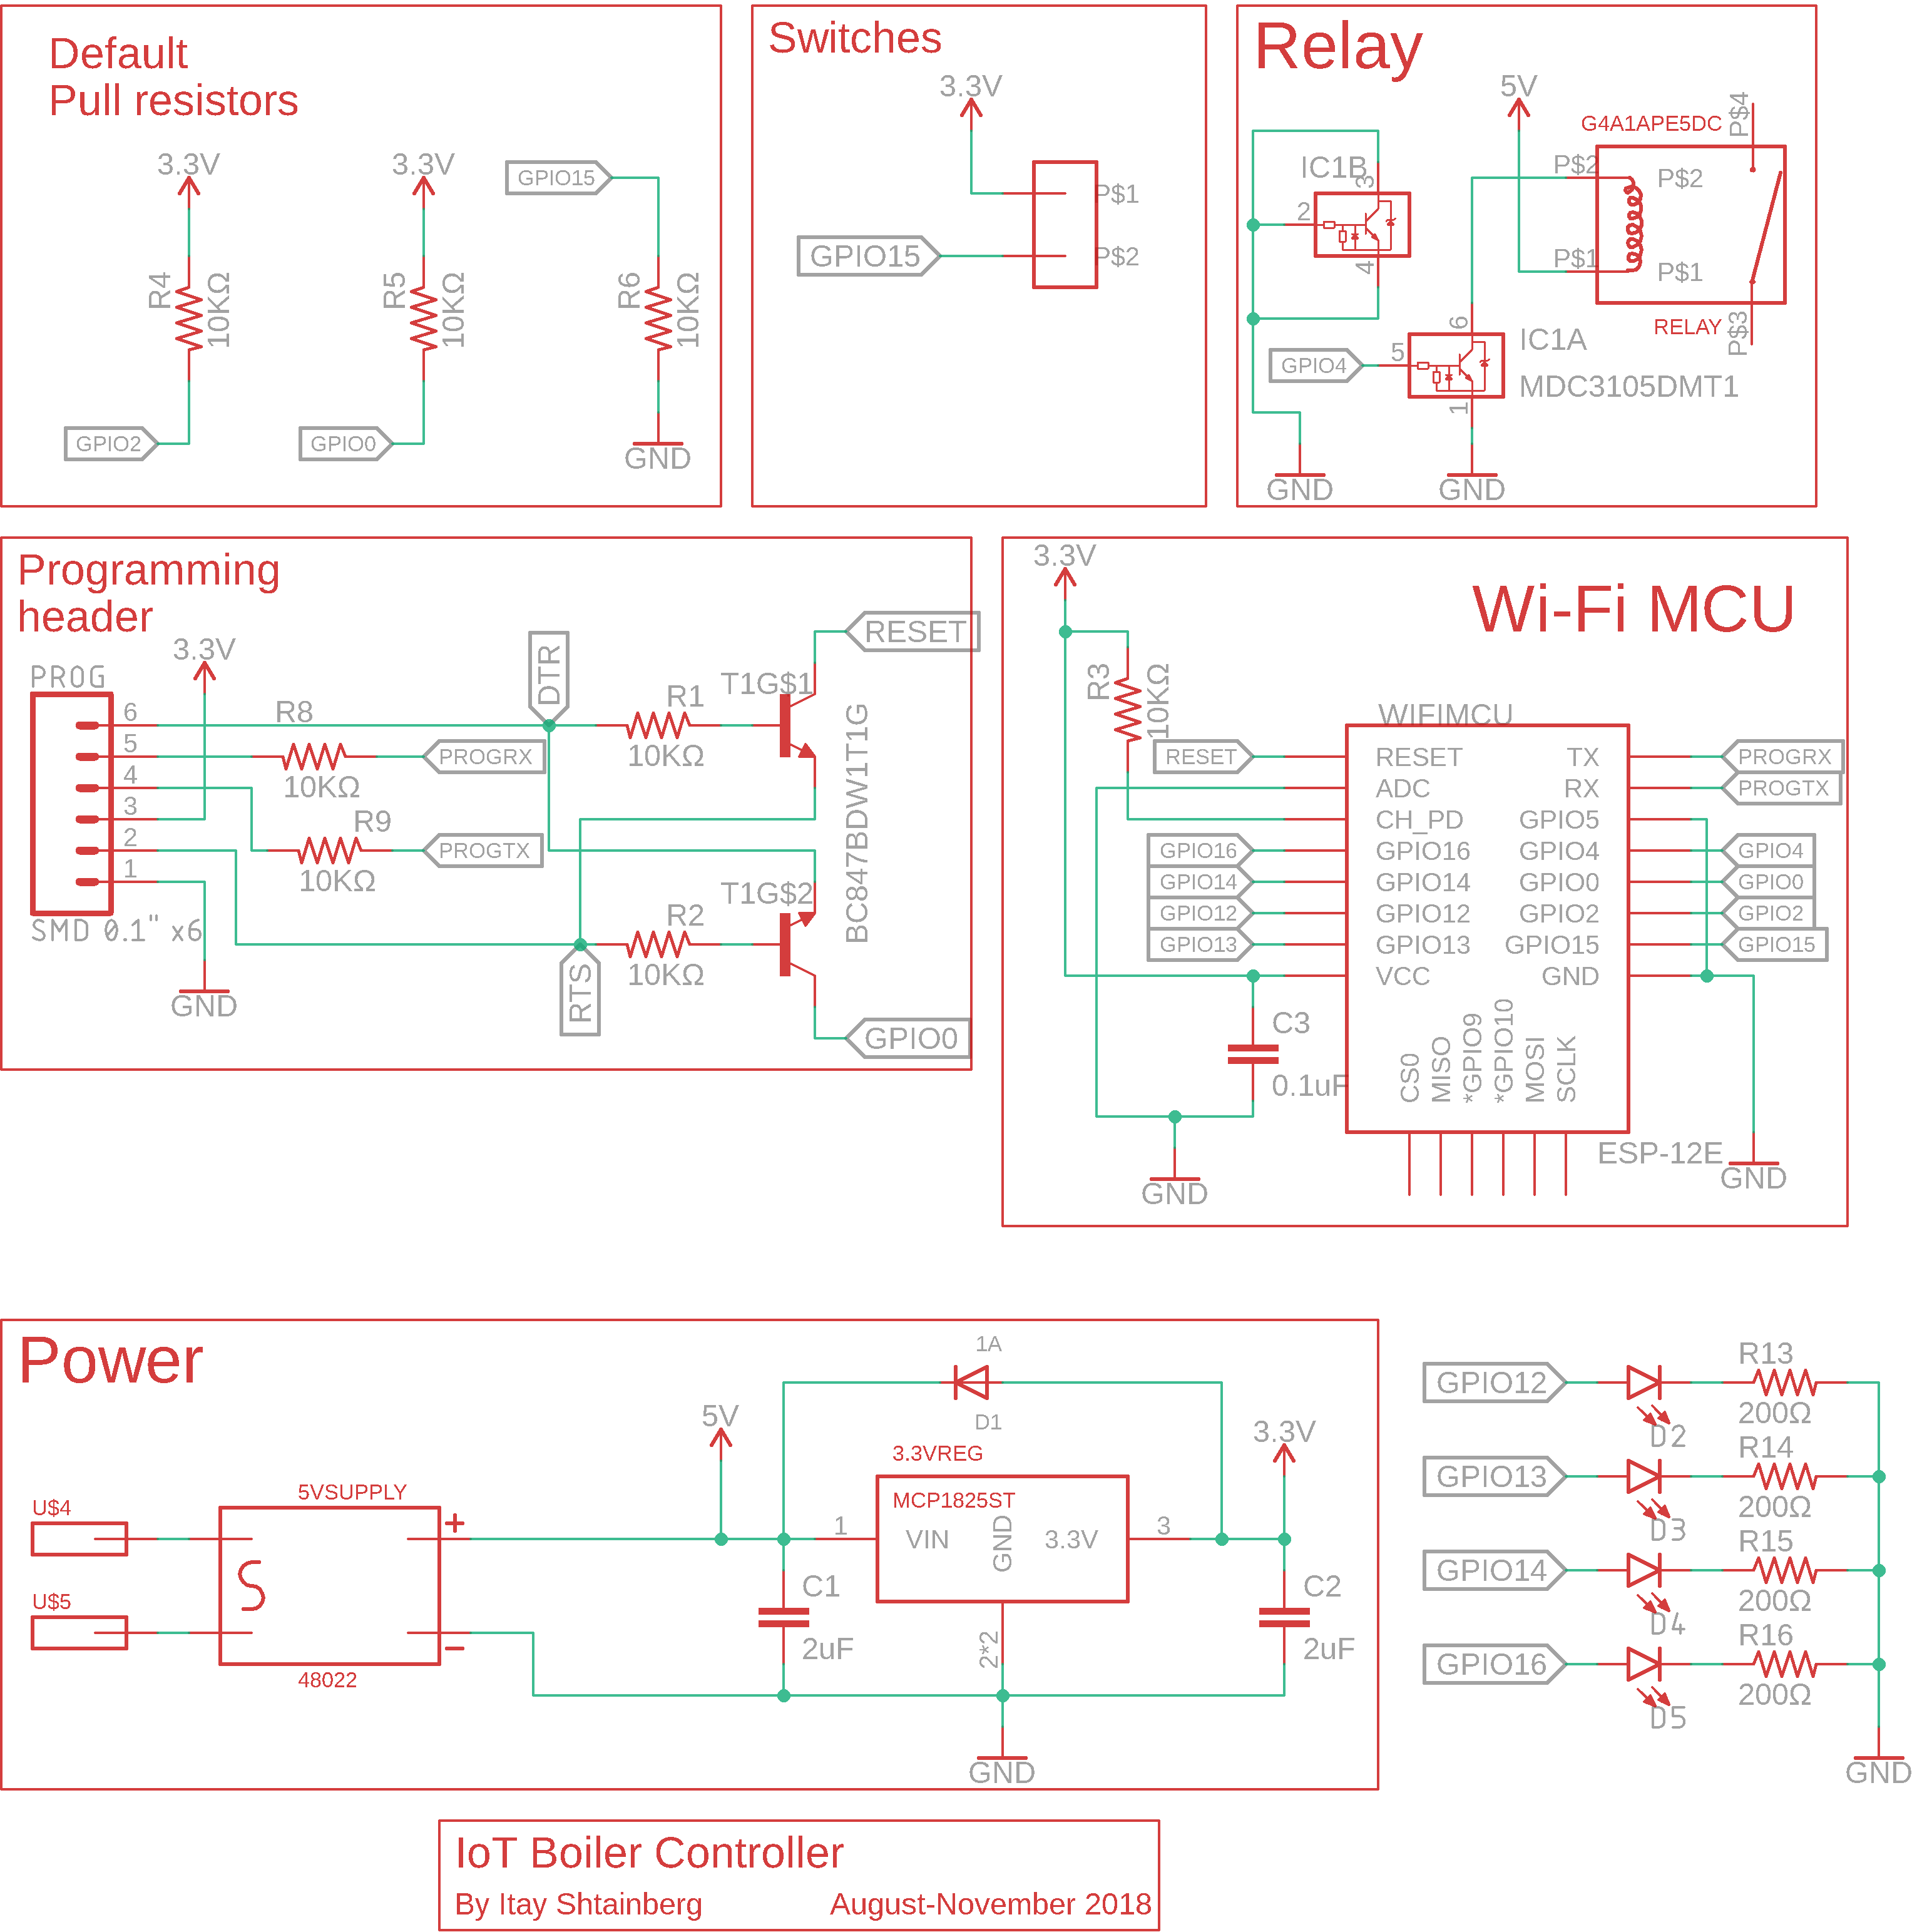 Default
Pull resistors
3.3V
3.3V
GPIO15
R4
10KΩ
R5
10KΩ
R6
10KΩ
GPIO2
GPIO0
GND
Switches
3.3V
P$1
GPIO15
P$2
Relay
5V
G4A1APE5DC
P$4
IC1B
3
P$2
P$2
2
4
P$1
P$1
RELAY
P$3
6
IC1A
GPIO4
5
MDC3105DMT1
1
GND
GND
Programming
header
PROG
3.3V
DTR
RESET
6
R8
R1
T1G$1
5
PROGRX
10KΩ
4
10KΩ
3
R9
2
PROGTX
1
10KΩ
T1G$2
R2
BC847BDW1T1G
SMD 0.1" x6
10KΩ
RTS
GND
GPIO0
3.3V
Wi-Fi MCU
R3
10KΩ
WIFIMCU
RESET
RESET
TX
PROGRX
ADC
RX
PROGTX
CH_PD
GPIO5
GPIO16
GPIO16
GPIO4
GPIO4
GPIO14
GPIO14
GPIO0
GPIO0
GPIO12
GPIO12
GPIO2
GPIO2
GPIO13
GPIO13
GPIO15
GPIO15
VCC
GND
C3
0.1uF
CS0
MISO
*GPIO9
*GPIO10
MOSI
SCLK
ESP-12E
GND
GND
Power
1A
D1
5V
3.3V
3.3VREG
5VSUPPLY
MCP1825ST
U$4
+
1
VIN
GND
3.3V
3
S
C1
C2
U$5
2uF
2*2
2uF
-
48022
GND
GPIO12
R13
200Ω
D2
GPIO13
R14
200Ω
D3
GPIO14
R15
200Ω
D4
GPIO16
R16
200Ω
D5
GND
IoT Boiler Controller
By Itay Shtainberg August-November 2018